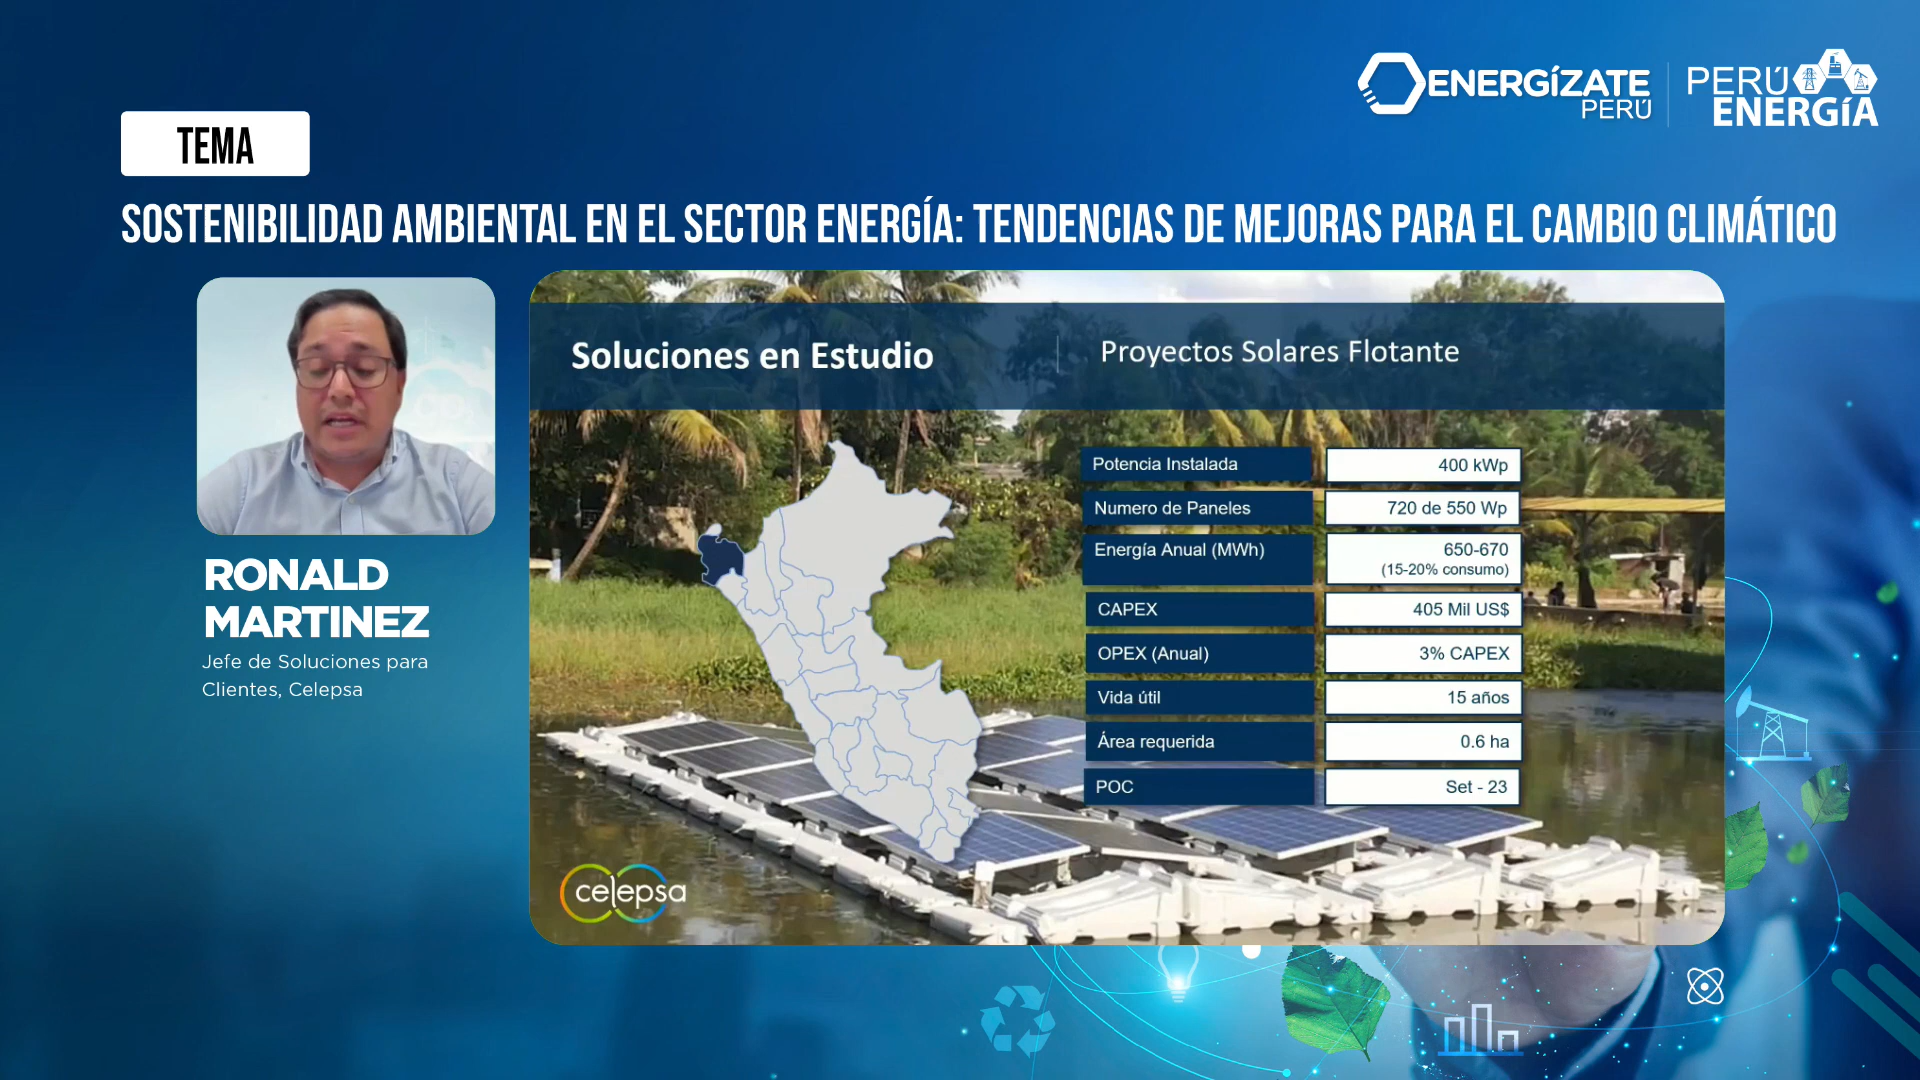 ENERGÍZATE
PERÚ
PERÚ
ENERGíA
TEMA
SOSTENIBILIDAD AMBIENTAL EN EL SECTOR ENERGÍA: TENDENCIAS DE MEJORAS PARA EL CAMBIO CLIMÁTICO
RONALD
MARTINEZ
Jefe de Soluciones para
Clientes, Celepsa
Soluciones en Estudio
Proyectos Solares Flotante
Potencia Instalada 400 kWp
Numero de Paneles 720 de 550 Wp
Energía Anual (MWh) 650-670
(15-20% consumo)
CAPEX 405 Mil US$
OPEX (Anual) 3% CAPEX
Vida útil 15 años
Área requerida 0.6 ha
POC Set - 23
celepsa